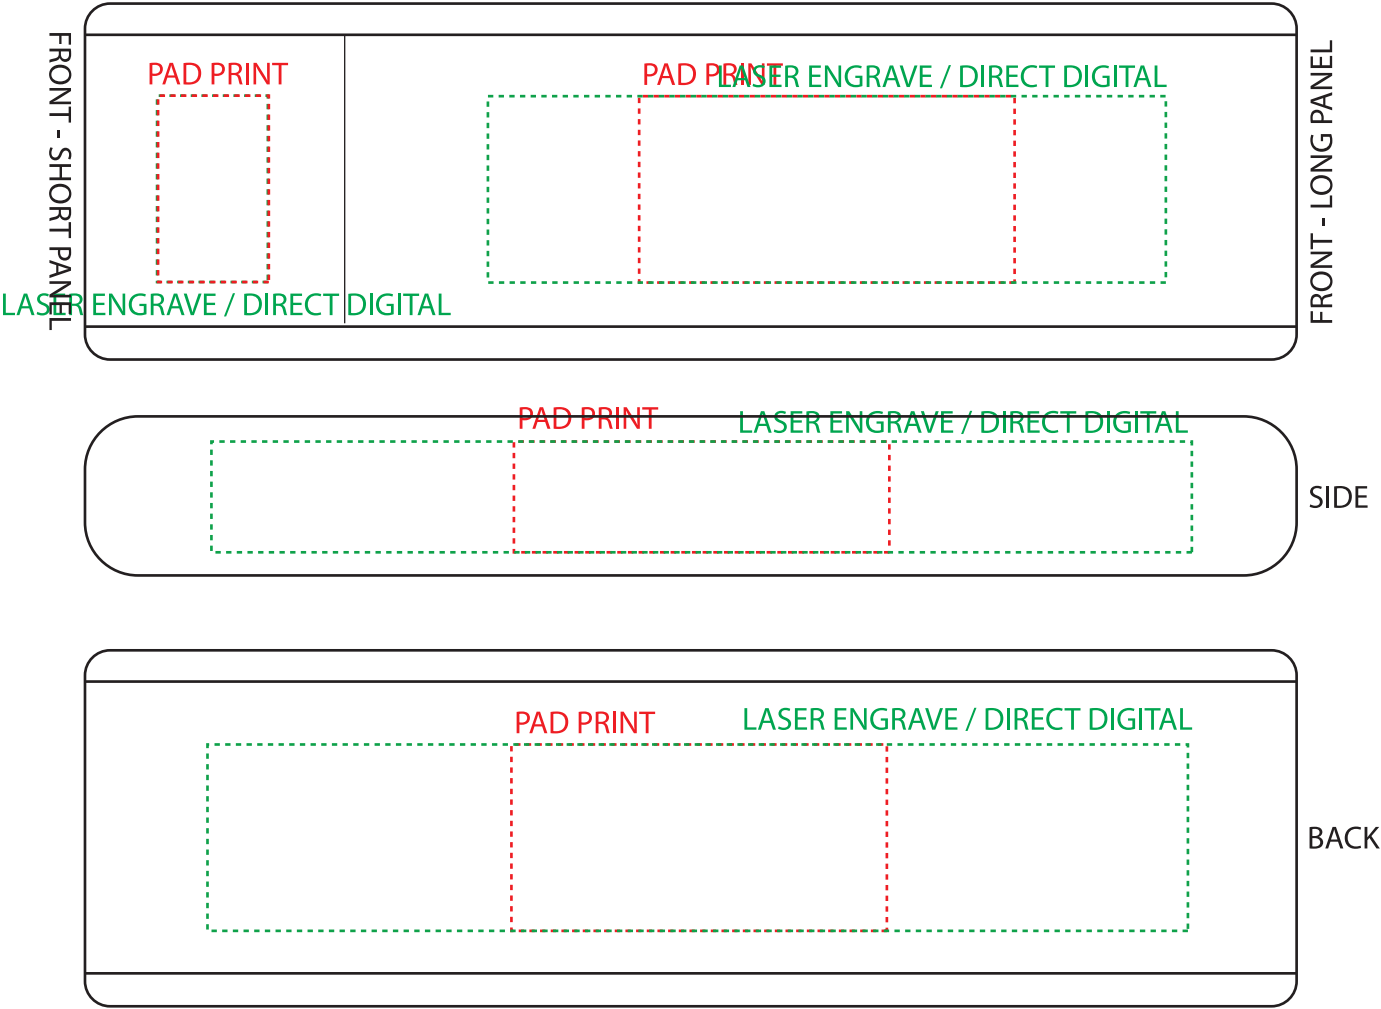 FRONT - SHORT PANEL
PAD PRINT
LASER ENGRAVE / DIRECT DIGITAL
PAD PRINT
LASER ENGRAVE / DIRECT DIGITAL
FRONT - LONG PANEL
PAD PRINT
LASER ENGRAVE / DIRECT DIGITAL
SIDE
PAD PRINT
LASER ENGRAVE / DIRECT DIGITAL
BACK